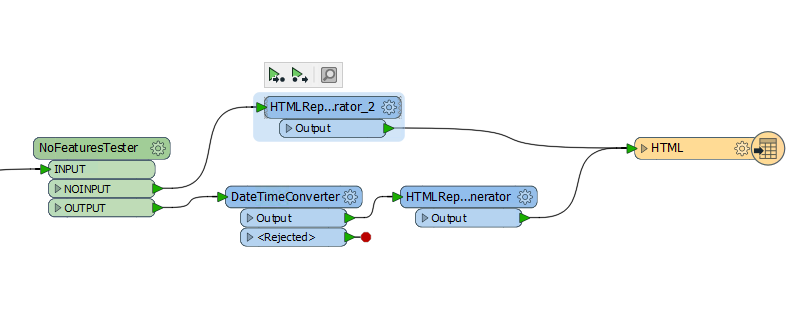 HTMLRep...rator_2
Output
NoFeaturesTester
INPUT
NOINPUT
OUTPUT
DateTimeConverter
Output
<Rejected>
HTMLRep...nerator
Output
HTML